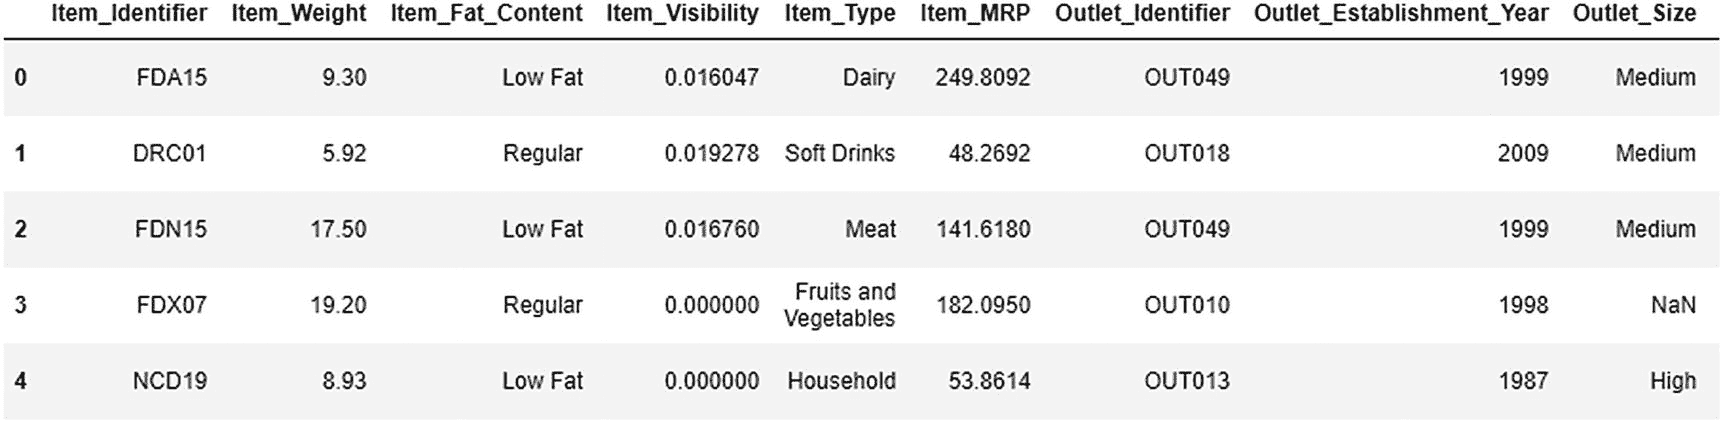 Item_Identifier Item_Weight Item_Fat_Content Item_Visibility Item_Type Item_MRP Outlet_Identifier Outlet_Establishment_Year Outlet_Size
0 FDA15 9.30 Low Fat 0.016047 Dairy 249.8092 OUT049 1999 Medium
1 DRC01 5.92 Regular 0.019278 Soft Drinks 48.2692 OUT018 2009 Medium
2 FDN15 17.50 Low Fat 0.016760 Meat 141.6180 OUT049 1999 Medium
3 FDX07 19.20 Regular 0.000000 Fruits and
Vegetables 182.0950 OUT010 1998 NaN
4 NCD19 8.93 Low Fat 0.000000 Household 53.8614 OUT013 1987 High